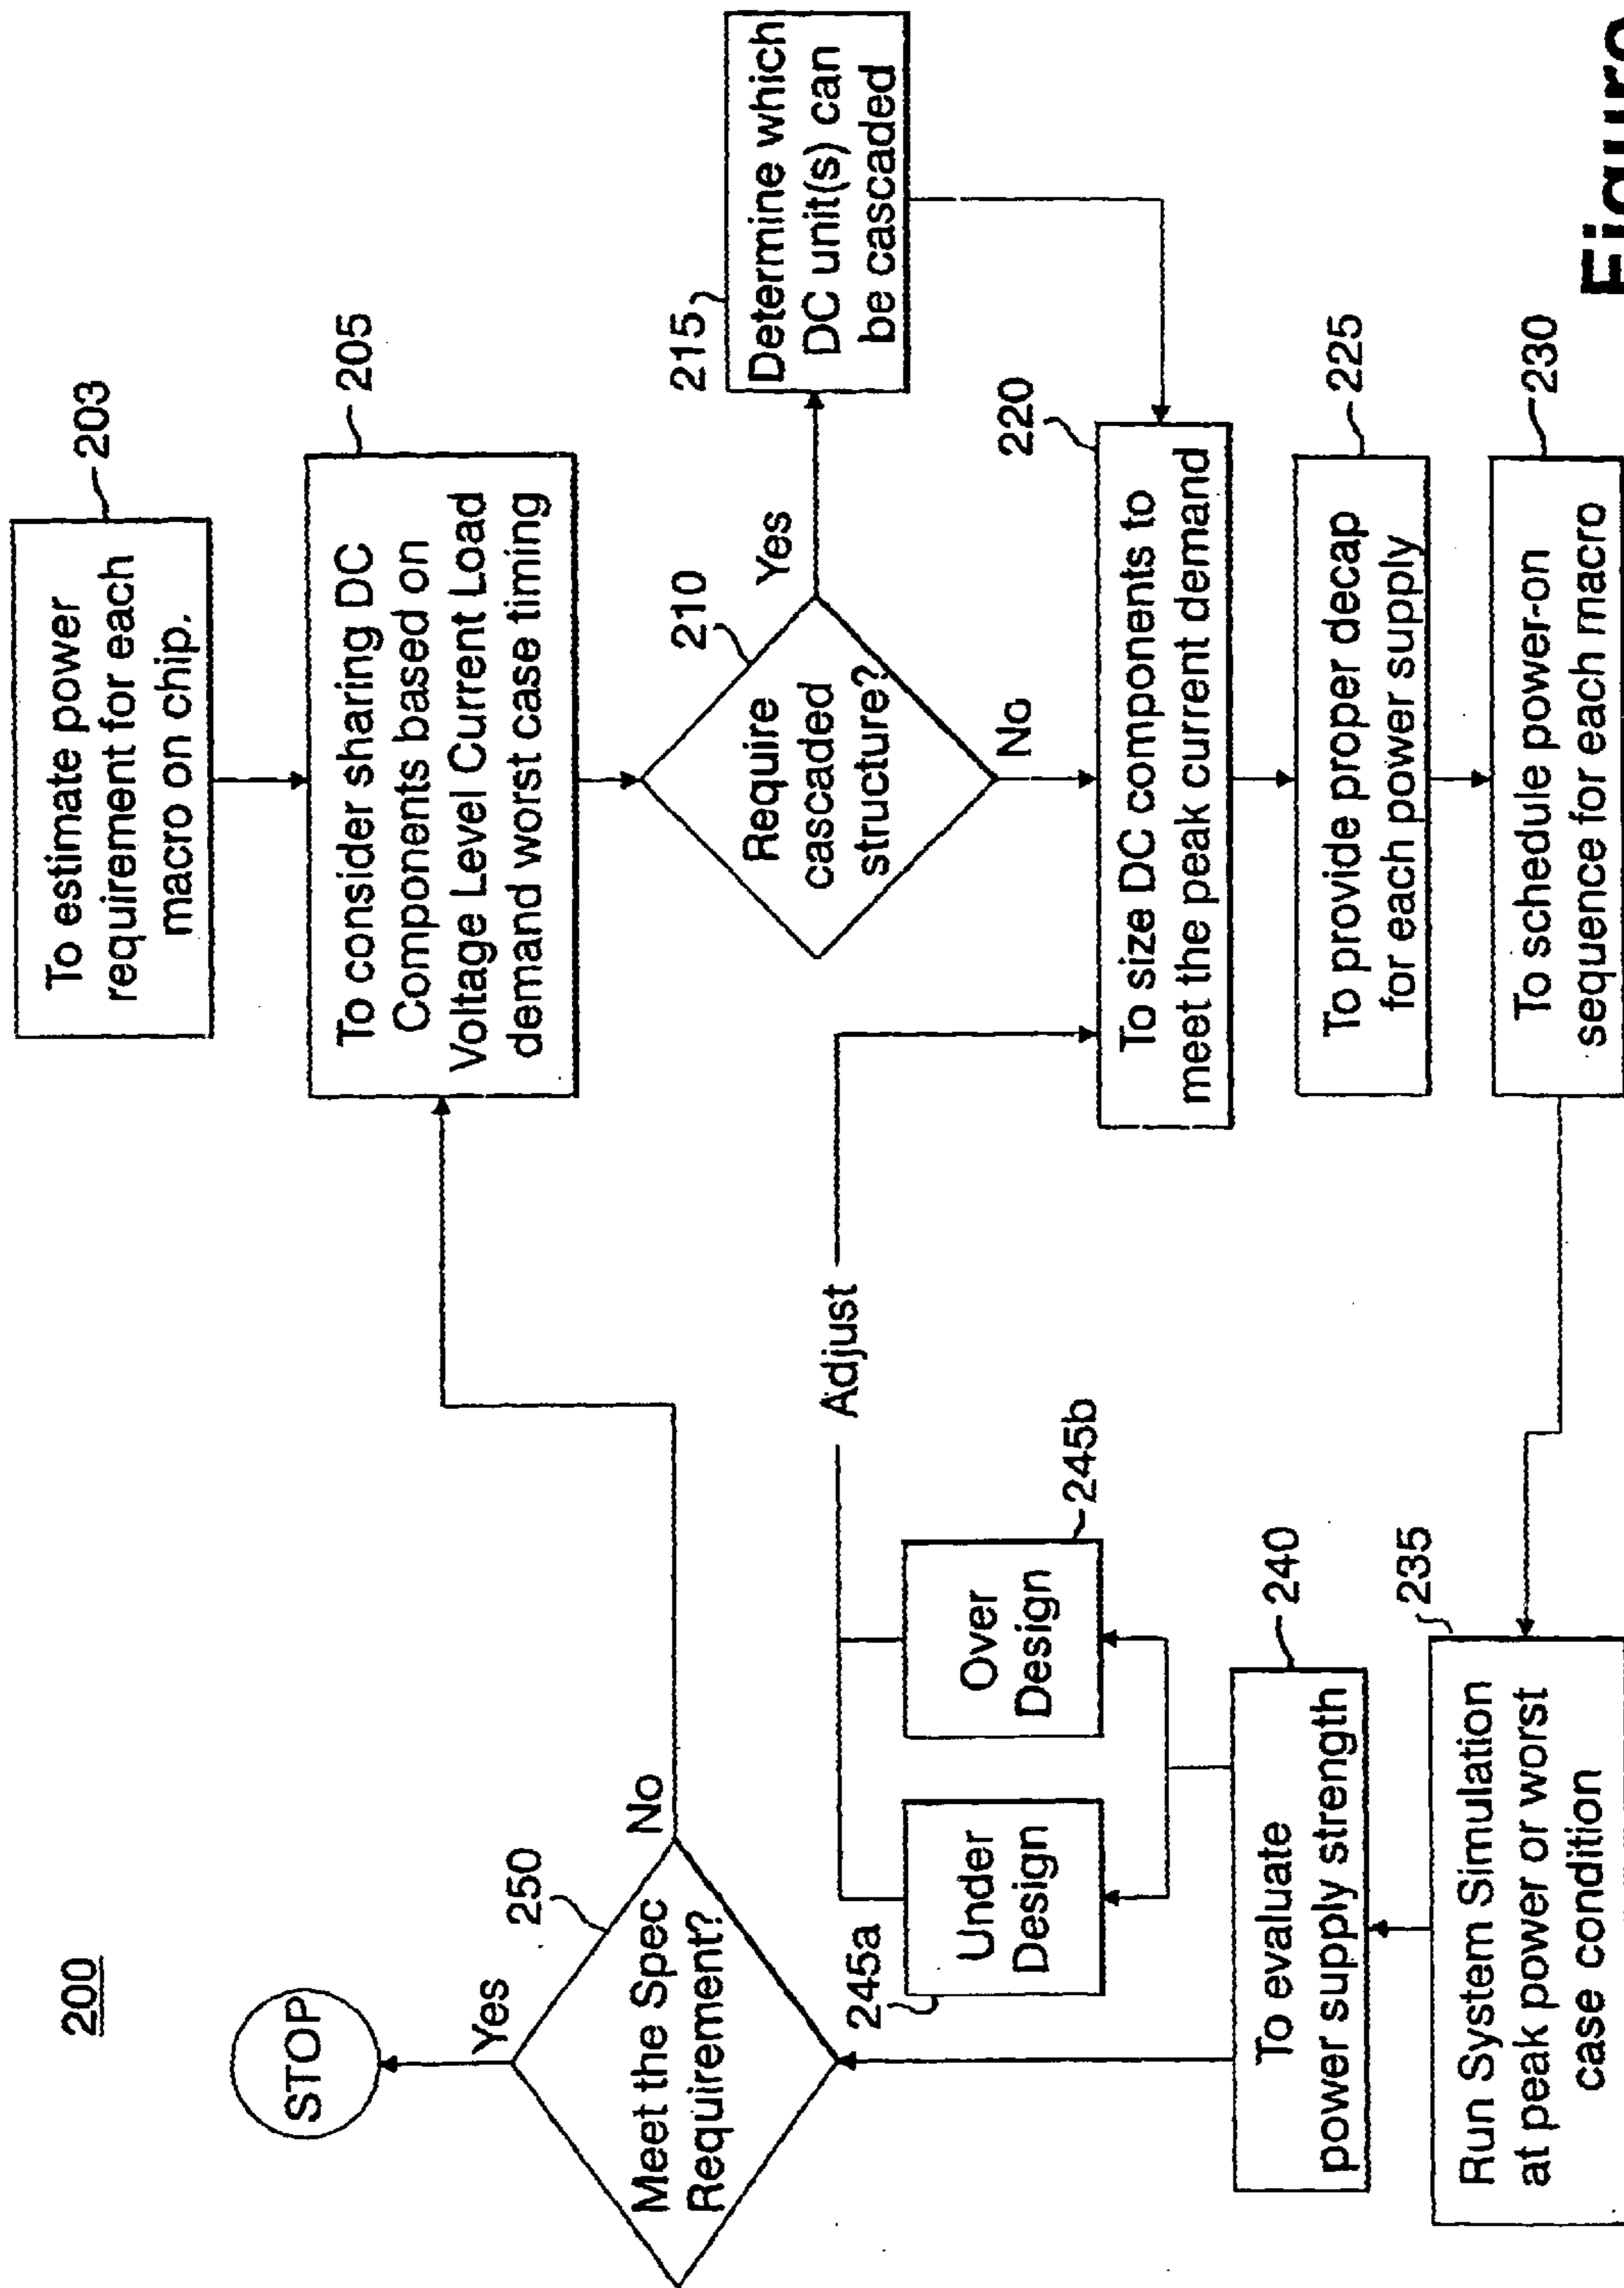 200
To estimate power
requirement for each
macro on chip.
203
To consider sharing DC
Components based on
Voltage Level Current Load
demand worst case timing
205
Require
cascaded
structure?
210
Yes
No
215
Determine which
DC unit(s) can
be cascaded
220
To size DC components to
meet the peak current demand
225
To provide proper decap
for each power supply
230
To schedule power-on
sequence for each macro
235
Run System Simulation
at peak power or worst
case condition
240
To evaluate
power supply strength
245a
Under
Design
245b
Over
Design
Adjust
250
Meet the Spec
Requirement?
No
Yes
STOP
Figure